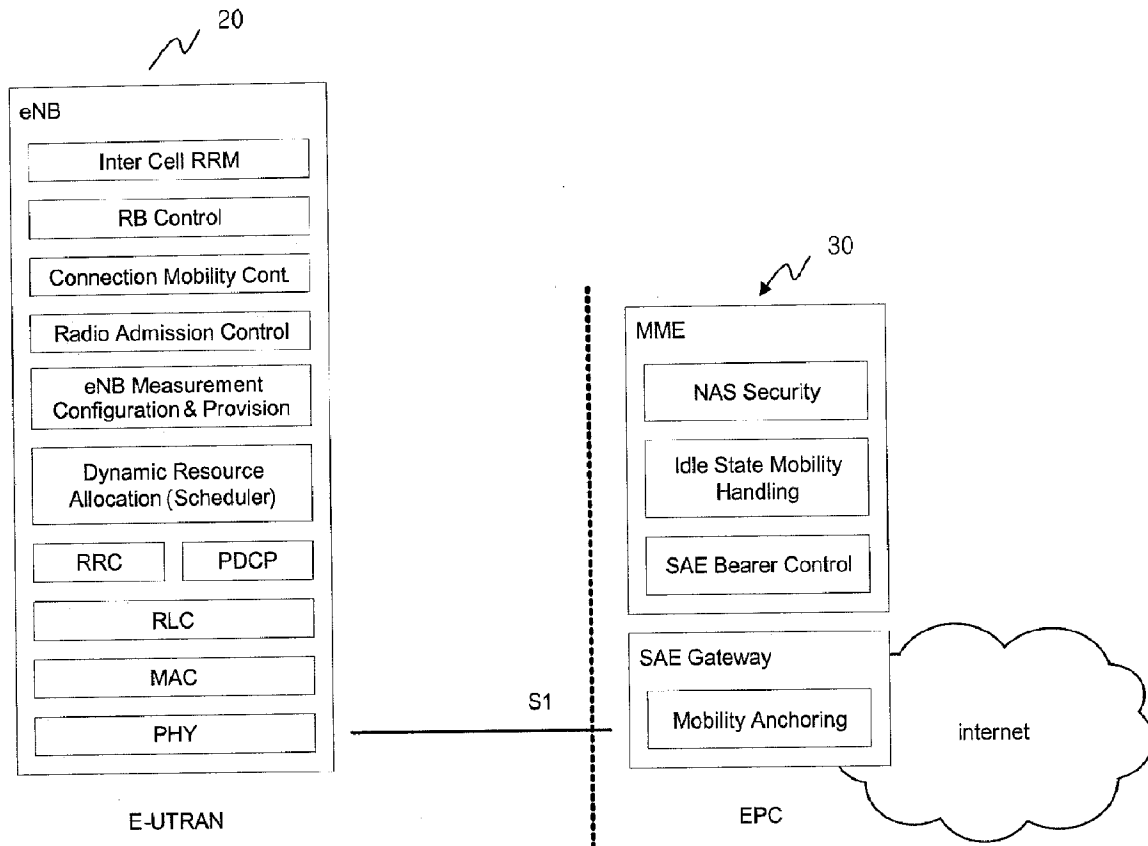 20
eNB
Inter Cell RRM
RB Control
Connection Mobility Cont.
Radio Admission Control
eNB Measurement
Configuration & Provision
Dynamic Resource
Allocation (Scheduler)
RRC
PDCP
RLC
MAC
PHY
E-UTRAN
S1
30
MME
NAS Security
Idle State Mobility
Handling
SAE Bearer Control
SAE Gateway
Mobility Anchoring
EPC
internet